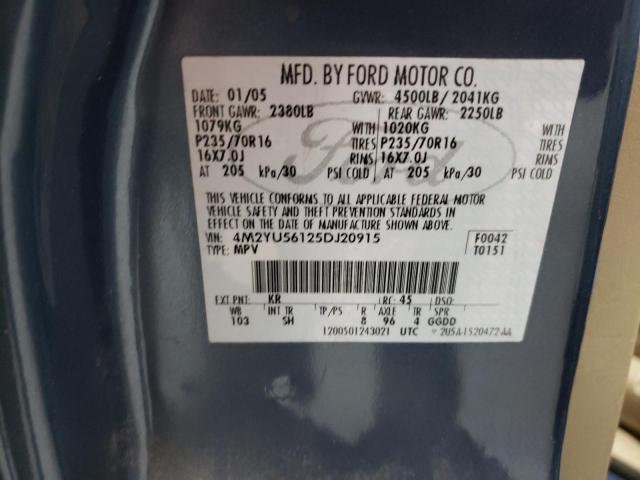 MFD. BY FORD MOTOR CO.
DATE: 01/05 GVWR: 4500LB/ 2041KG
FRONT GAWR: 2380LB REAR GAWR: 2250LB
1079KG WITH 1020KG WITH
P235/70R16 TIRES P235/70R16 TIRES
16X7.0J RIMS 16X7.0J RIMS
AT 205 kPa/30 PSI COLD AT 205 kPa/30 PSI COLD
Ford
THIS VEHICLE CONFORMS TO ALL APPLICABLE FEDERAL MOTOR
VEHICLE SAFETY AND THEFT PREVENTION STANDARDS IN
EFFECT ON THE DATE OF MANUFACTURE SHOWN ABOVE.
VIN: 4M2YU56125DJ20915 F0042
TYPE: MPV T0151
EXT PNT: KR RC: 45 DSO:
WB INT TR TP/PS R AXLE TR SPR
103 SH 8 96 4 GGDD
1200501243021 UTC 2U5A-1520472-AA